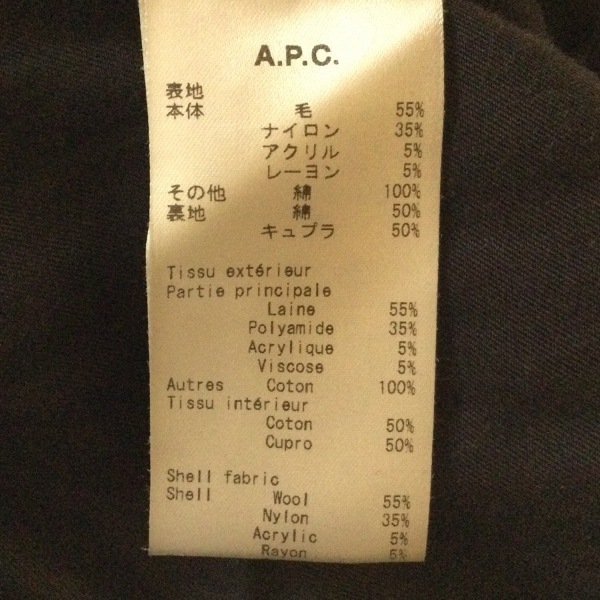 A.P.C.
表地
本体 毛 55%
ナイロン 35%
アクリル 5%
レーヨン 5%
その他 綿 100%
裏地 綿 50%
キュプラ 50%
Tissu extérieur
Partie principale
Laine 55%
Polyamide 35%
Acrylique 5%
Viscose 5%
Autres Coton 100%
Tissu intérieur
Coton 50%
Cupro 50%
Shell fabric
Shell Wool 55%
Nylon 35%
Acrylic 5%
Rayon 5%